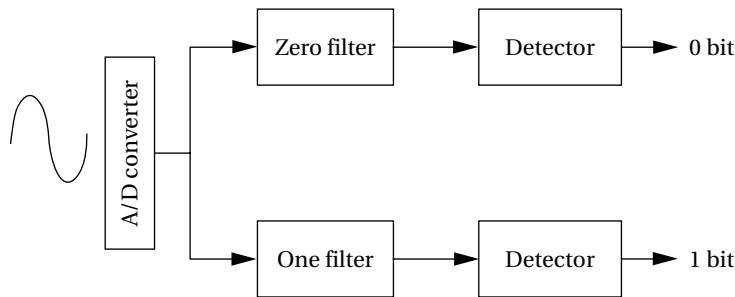 Zero filter
Detector
0 bit
A/D converter
One filter
Detector
1 bit